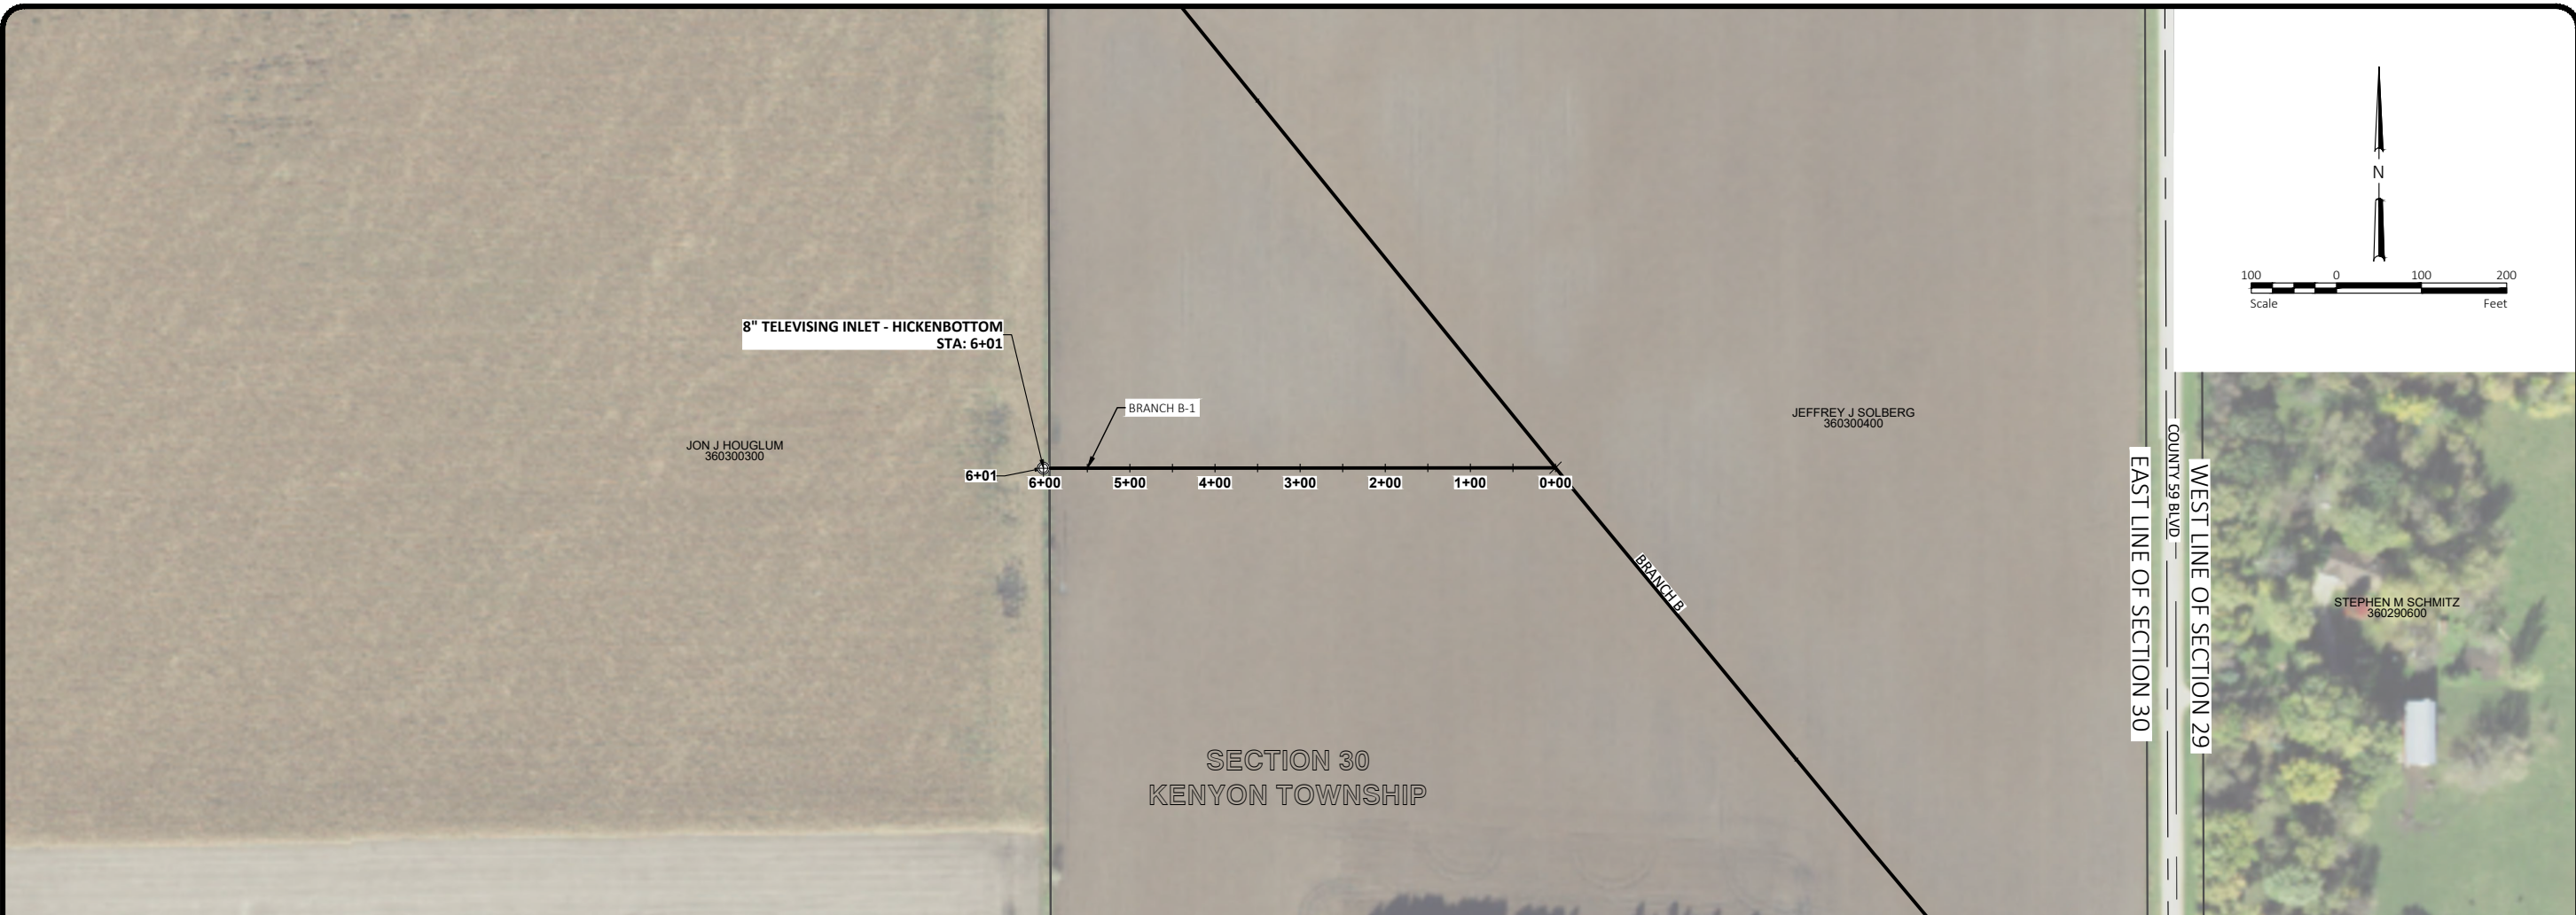 N
100 0 100 200
Scale Feet
8" TELEVISING INLET - HICKENBOTTOM
STA: 6+01
BRANCH B-1
JON J HOUGLUM
360300300
JEFFREY J SOLBERG
360300400
6+01
6+00 5+00 4+00 3+00 2+00 1+00 0+00
BRANCH B
EAST LINE OF SECTION 30
COUNTY 59 BLVD
WEST LINE OF SECTION 29
STEPHEN M SCHMITZ
360290600
SECTION 30
KENYON TOWNSHIP